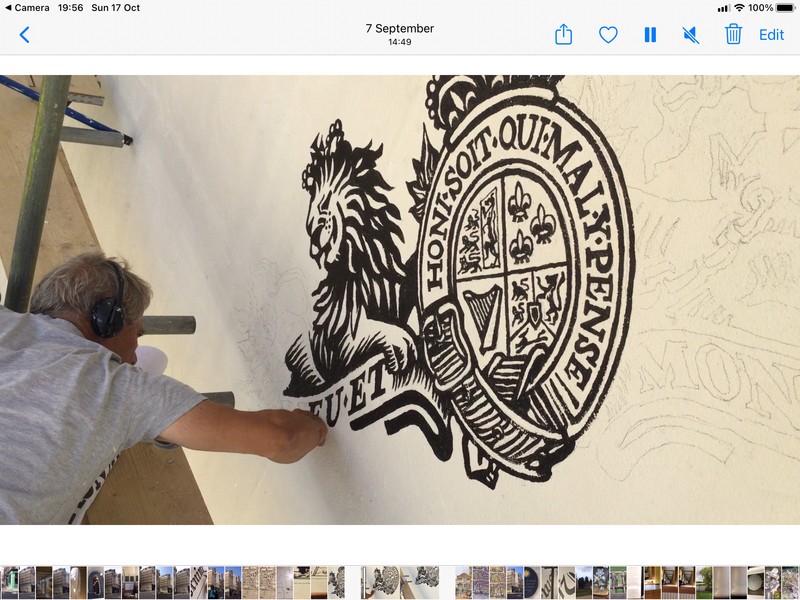 Camera 19:56 Sun 17 Oct 100%
7 September
14:49
Edit
HONI·SOIT·QUI·MAL·Y·PENSE
EU·ET
MON